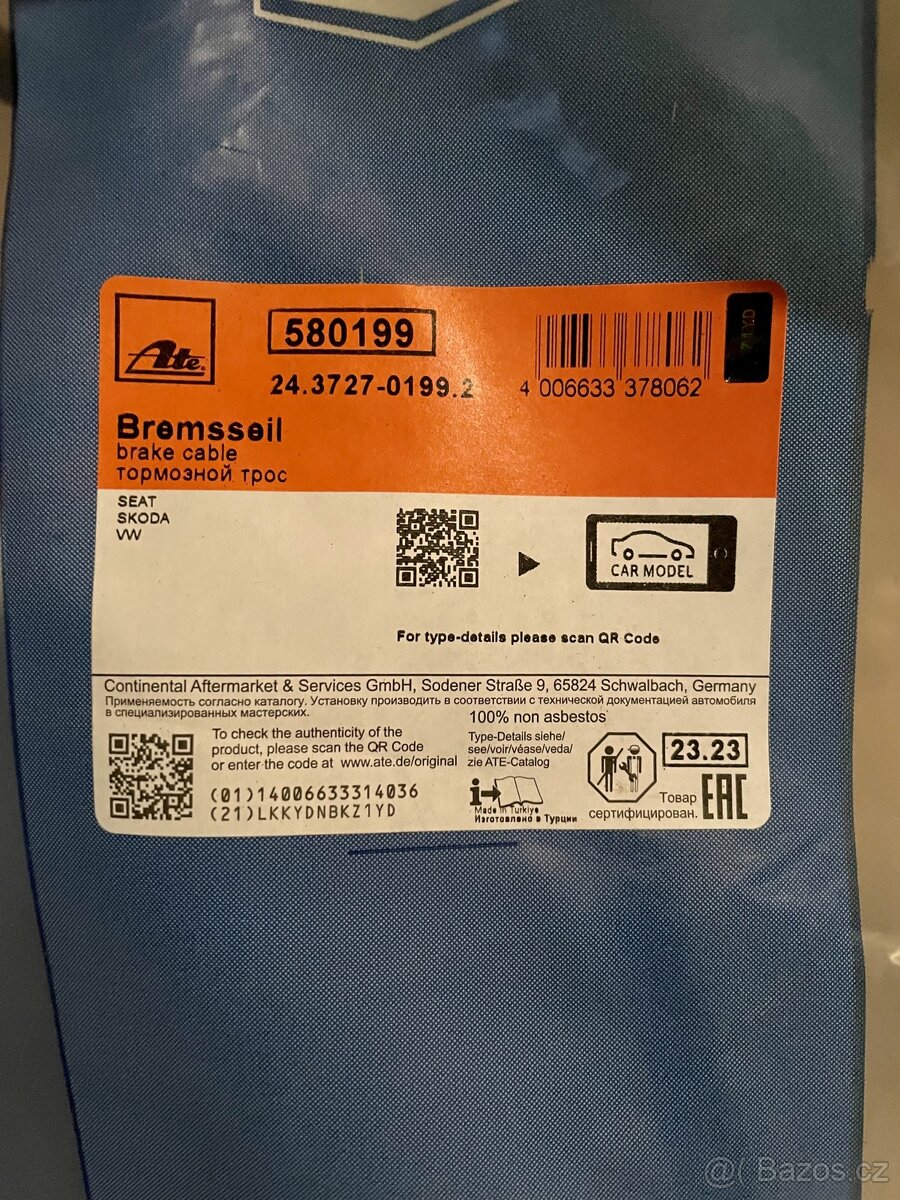 Ate
580199
24.3727-0199.2
4 006633 378062
Z1YD
Bremsseil
brake cable
тормозной трос
SEAT
SKODA
VW
CAR MODEL
For type-details please scan QR Code
Continental Aftermarket & Services GmbH, Sodener Straße 9, 65824 Schwalbach, Germany
Применяемость согласно каталогу. Установку производить в соответствии с технической документацией автомобиля
в специализированных мастерских.
100% non asbestos
To check the authenticity of the
product, please scan the QR Code
or enter the code at www.ate.de/original
(01)14006633314036
(21)LKKYDNBKZ1YD
Type-Details siehe/
see/voir/véase/veda/
zie ATE-Catalog
i
Made in Türkiye
Изготовлено в Турции
23.23
Товар
сертифицирован.
EAC
@( Bazos.cz